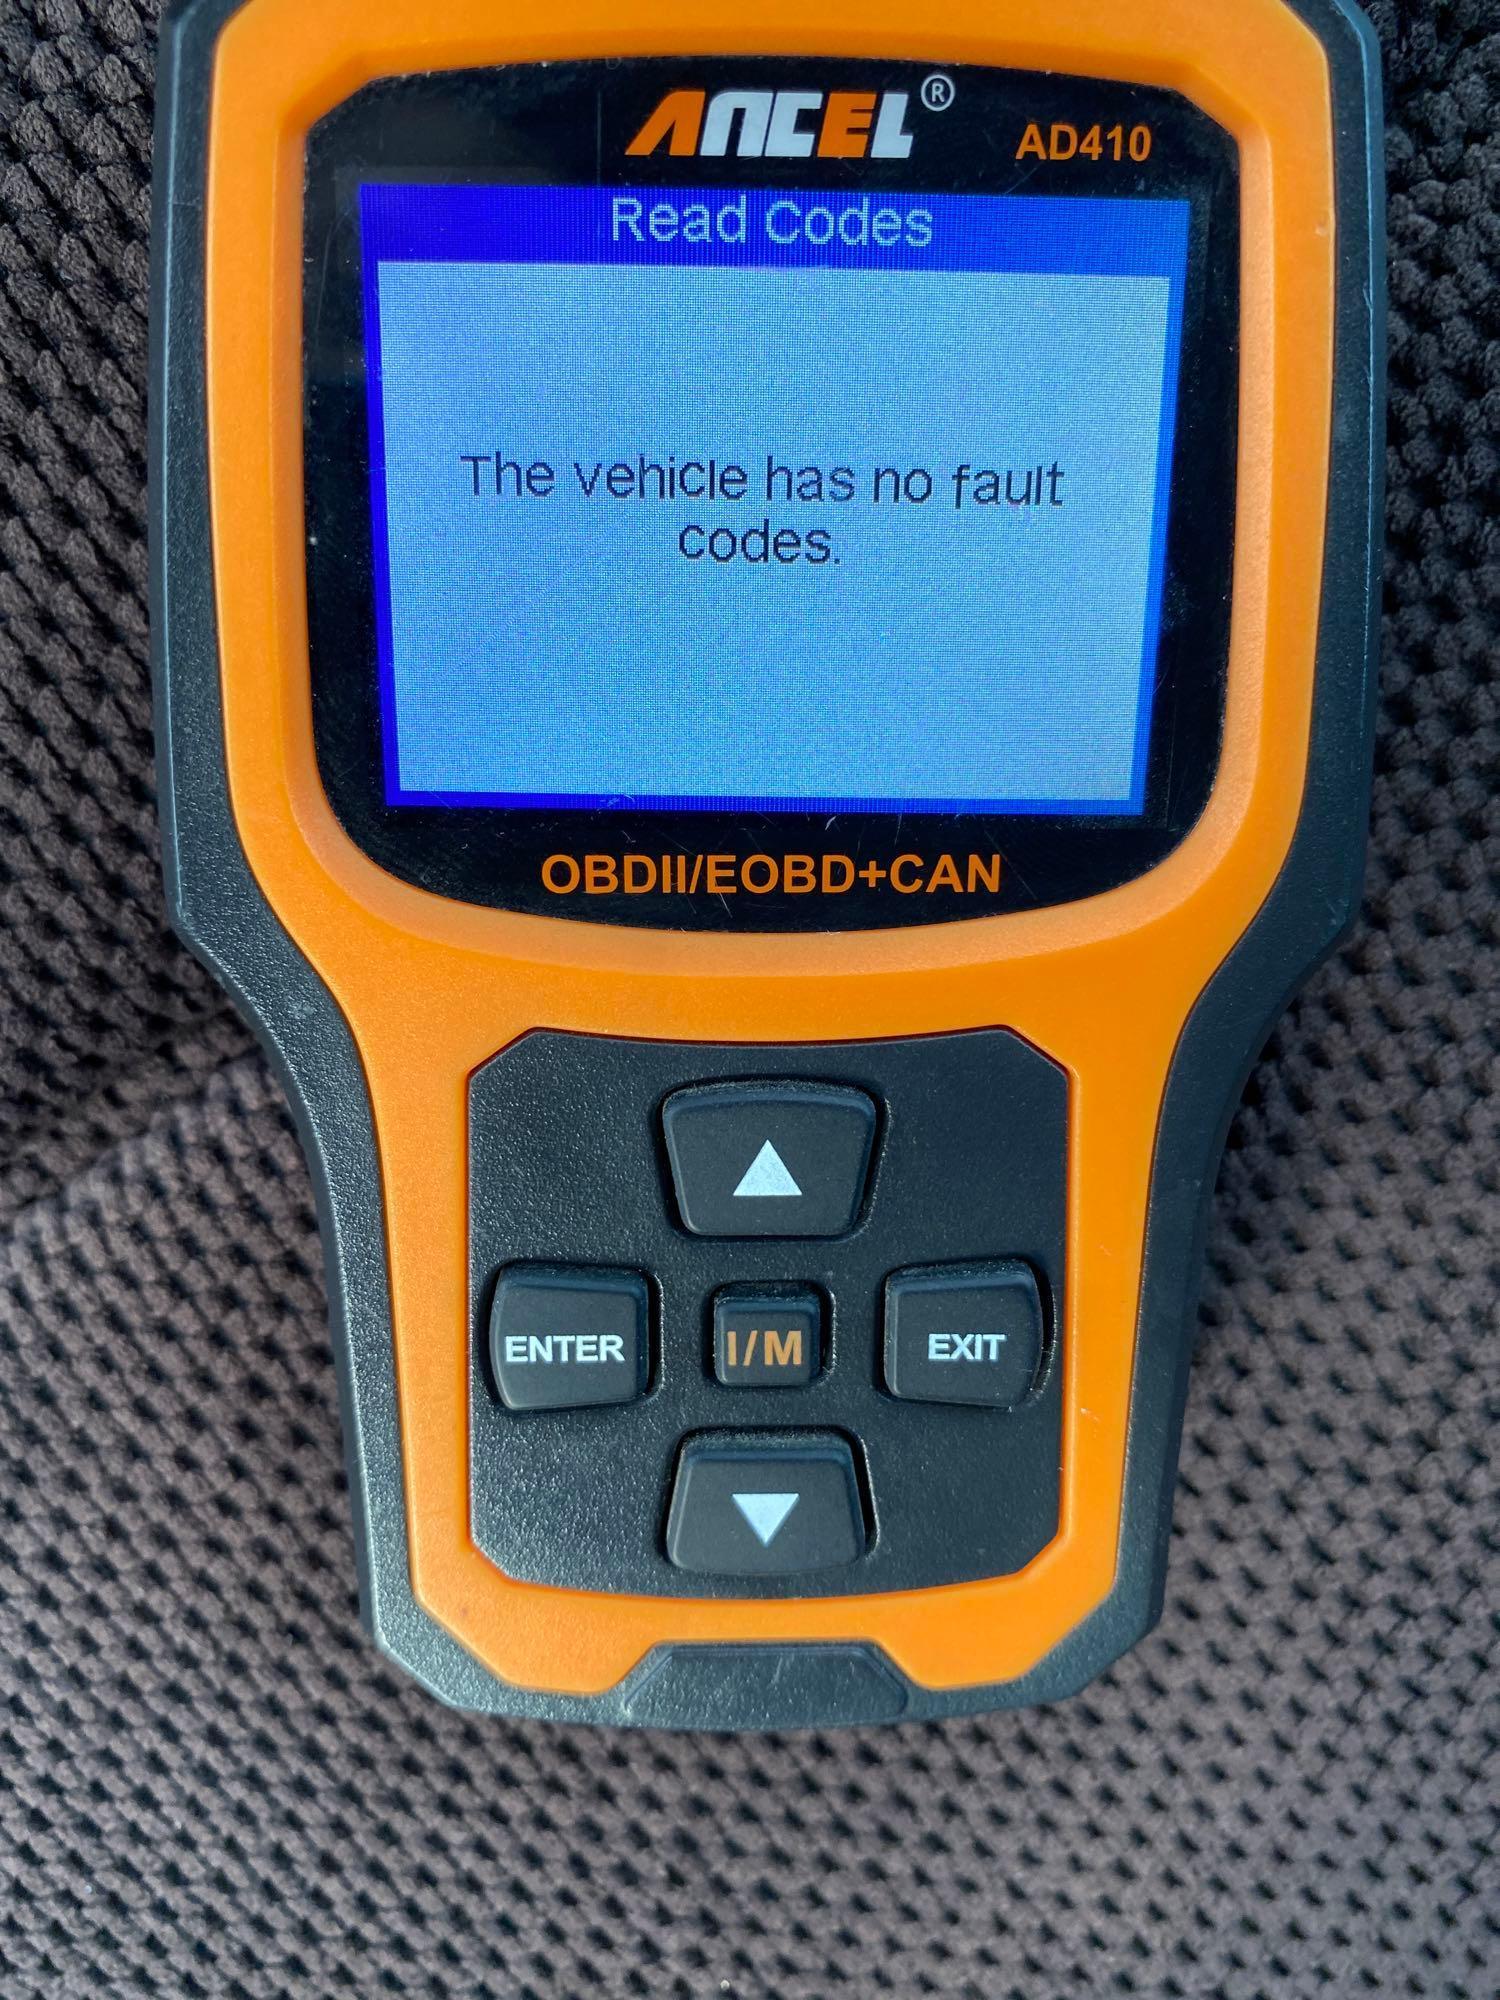 ANCEL®
AD410
Read Codes
The vehicle has no fault
codes.
OBDII/EOBD+CAN
ENTER
I/M
EXIT